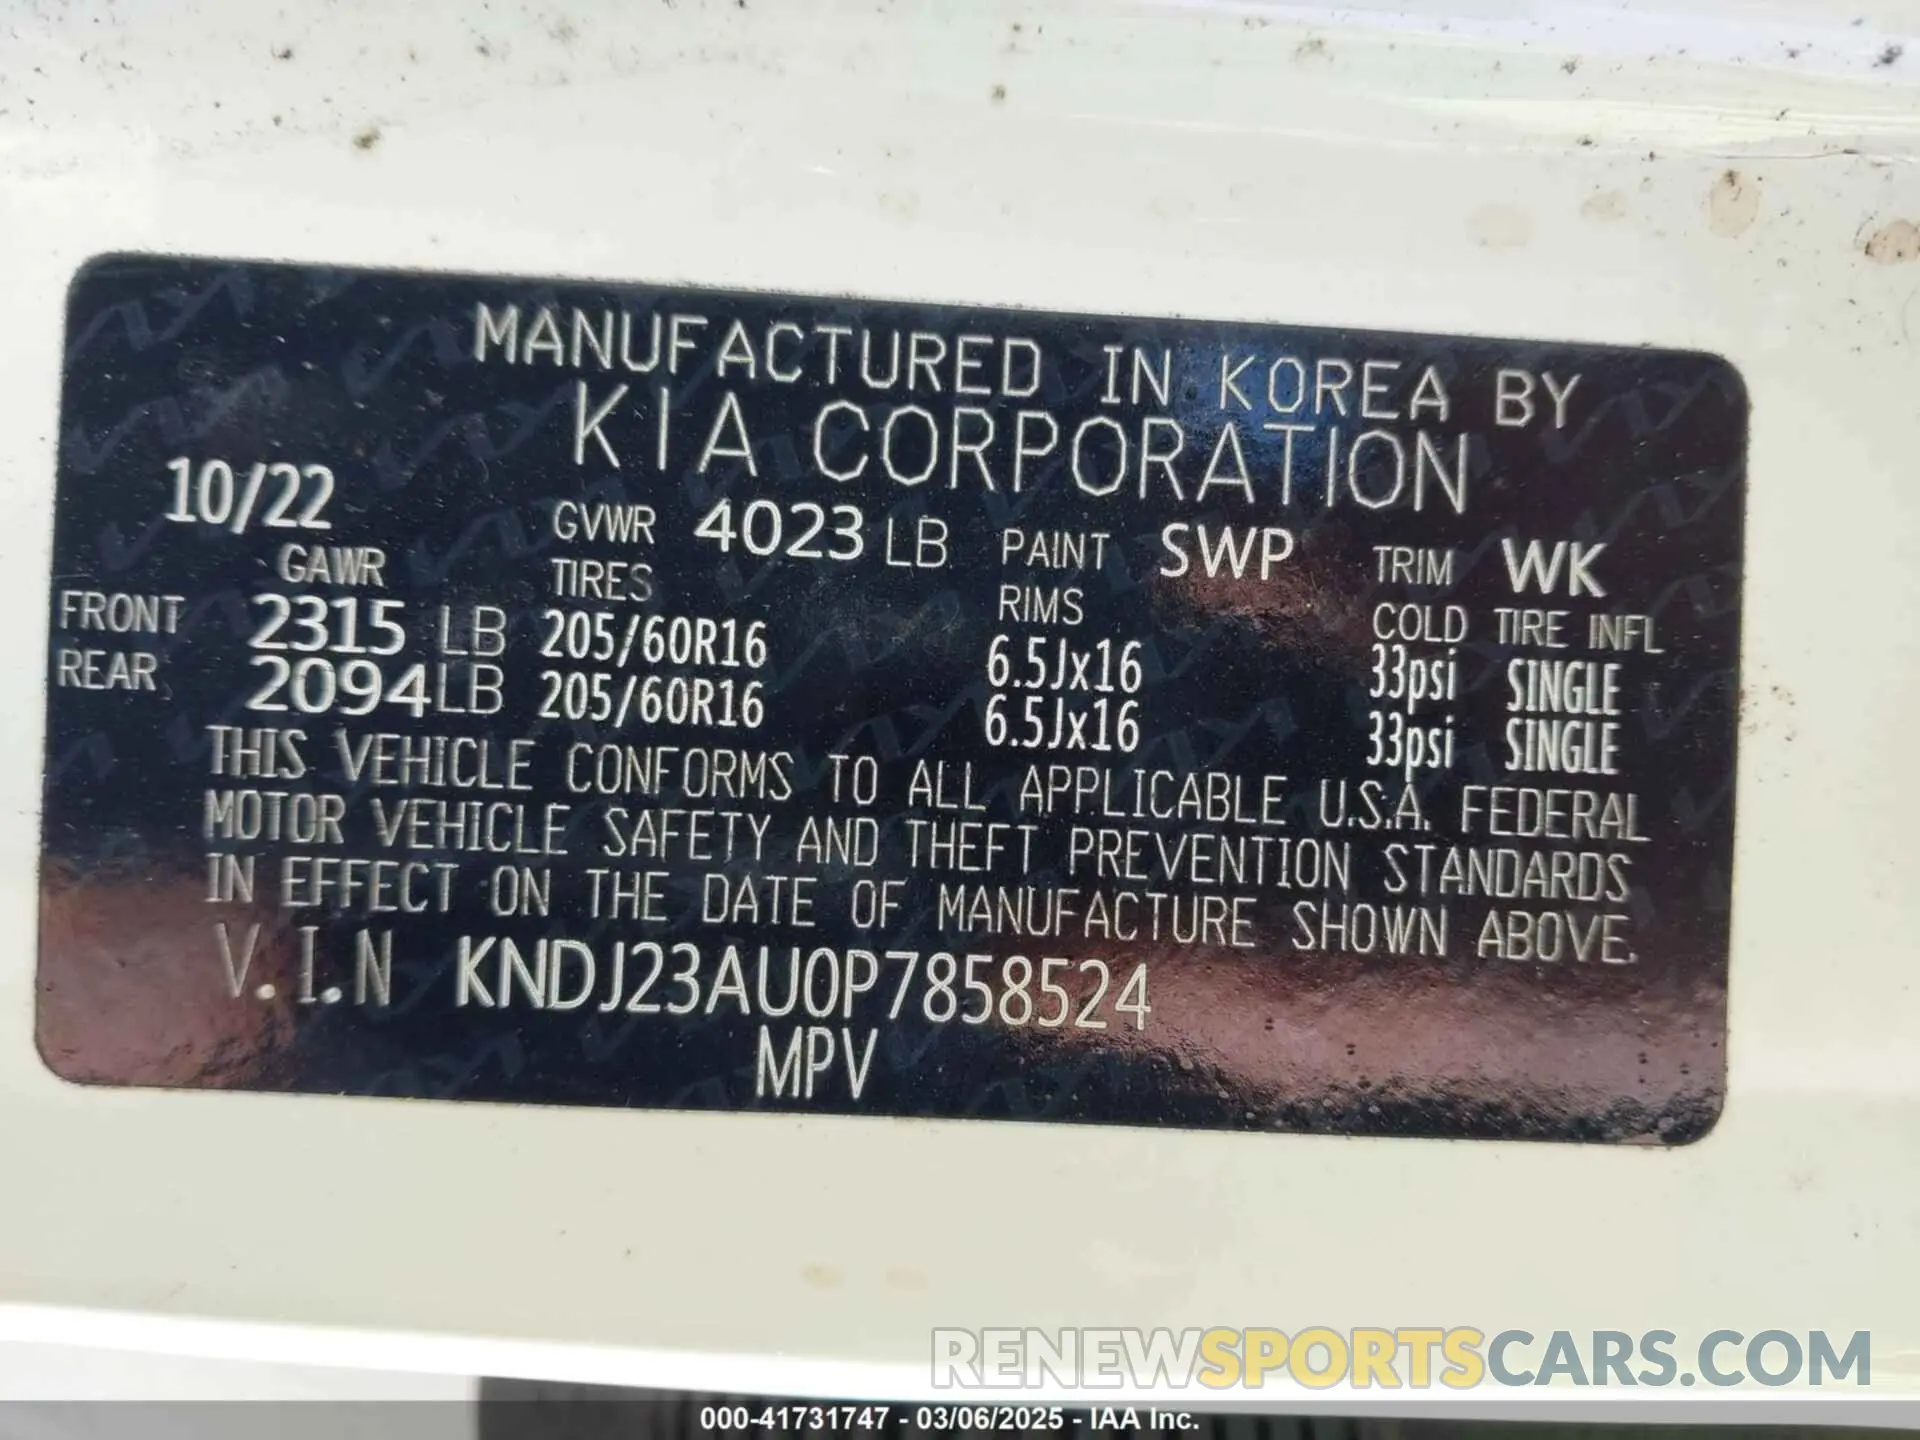 MANUFACTURED IN KOREA BY
KIA CORPORATION
10/22 GVWR 4023 LB PAINT SWP TRIM WK
GAWR TIRES RIMS COLD TIRE INFL
FRONT 2315 LB 205/60R16 6.5Jx16 33psi SINGLE
REAR 2094 LB 205/60R16 6.5Jx16 33psi SINGLE
THIS VEHICLE CONFORMS TO ALL APPLICABLE U.S.A. FEDERAL
MOTOR VEHICLE SAFETY AND THEFT PREVENTION STANDARDS
IN EFFECT ON THE DATE OF MANUFACTURE SHOWN ABOVE.
V.I.N KNDJ23AU0P7858524
MPV
RENEWSPORTSCARS.COM
000-41731747 - 03/06/2025 - IAA Inc.